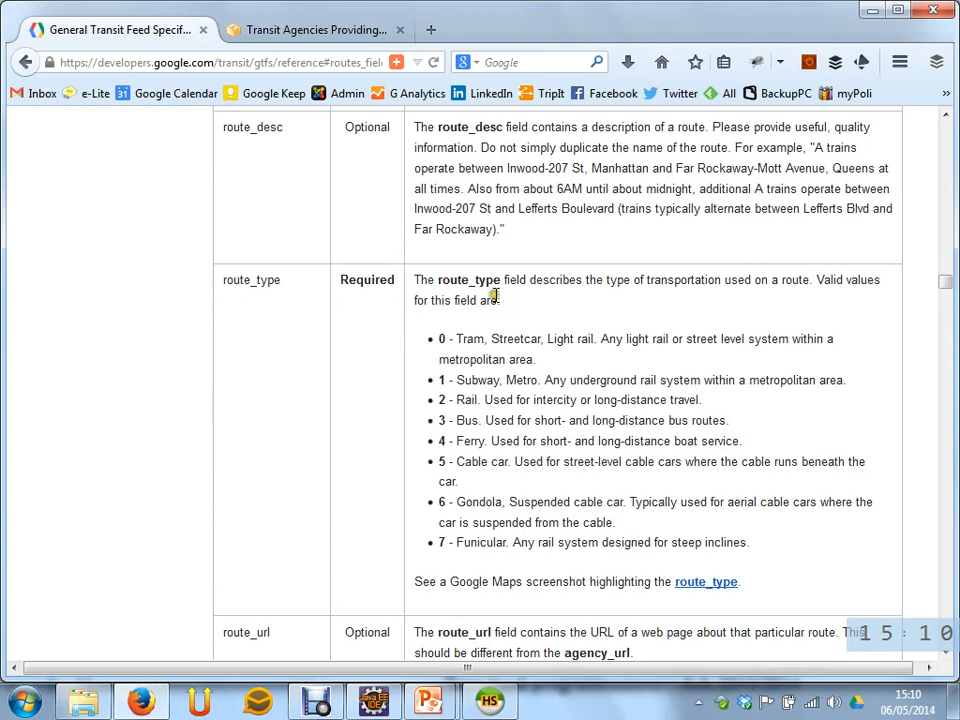 General Transit Feed Specif...
Transit Agencies Providing...
https://developers.google.com/transit/gtfs/reference#routes_fiel
Google
Inbox e-Lite Google Calendar Google Keep Admin G Analytics LinkedIn TripIt Facebook Twitter All BackupPC myPoli
route_desc Optional The route_desc field contains a description of a route. Please provide useful, quality
information. Do not simply duplicate the name of the route. For example, "A trains
operate between Inwood-207 St, Manhattan and Far Rockaway-Mott Avenue, Queens at
all times. Also from about 6AM until about midnight, additional A trains operate between
Inwood-207 St and Lefferts Boulevard (trains typically alternate between Lefferts Blvd and
Far Rockaway)."
route_type Required The route_type field describes the type of transportation used on a route. Valid values
for this field are:
• 0 - Tram, Streetcar, Light rail. Any light rail or street level system within a
metropolitan area.
• 1 - Subway, Metro. Any underground rail system within a metropolitan area.
• 2 - Rail. Used for intercity or long-distance travel.
• 3 - Bus. Used for short- and long-distance bus routes.
• 4 - Ferry. Used for short- and long-distance boat service.
• 5 - Cable car. Used for street-level cable cars where the cable runs beneath the
car.
• 6 - Gondola, Suspended cable car. Typically used for aerial cable cars where the
car is suspended from the cable.
• 7 - Funicular. Any rail system designed for steep inclines.
See a Google Maps screenshot highlighting the route_type.
route_url Optional The route_url field contains the URL of a web page about that particular route. This
should be different from the agency_url.
15:10
15:10
06/05/2014